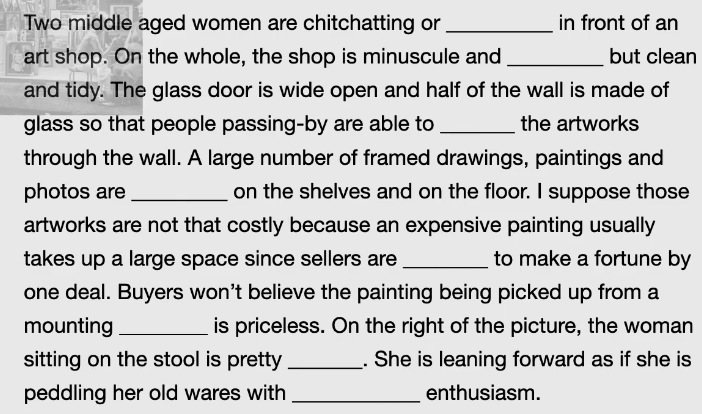 Two middle aged women are chitchatting or __________ in front of an
art shop. On the whole, the shop is minuscule and _________ but clean
and tidy. The glass door is wide open and half of the wall is made of
glass so that people passing-by are able to _______ the artworks
through the wall. A large number of framed drawings, paintings and
photos are _________ on the shelves and on the floor. I suppose those
artworks are not that costly because an expensive painting usually
takes up a large space since sellers are ________ to make a fortune by
one deal. Buyers won’t believe the painting being picked up from a
mounting ________ is priceless. On the right of the picture, the woman
sitting on the stool is pretty _______. She is leaning forward as if she is
peddling her old wares with ____________ enthusiasm.